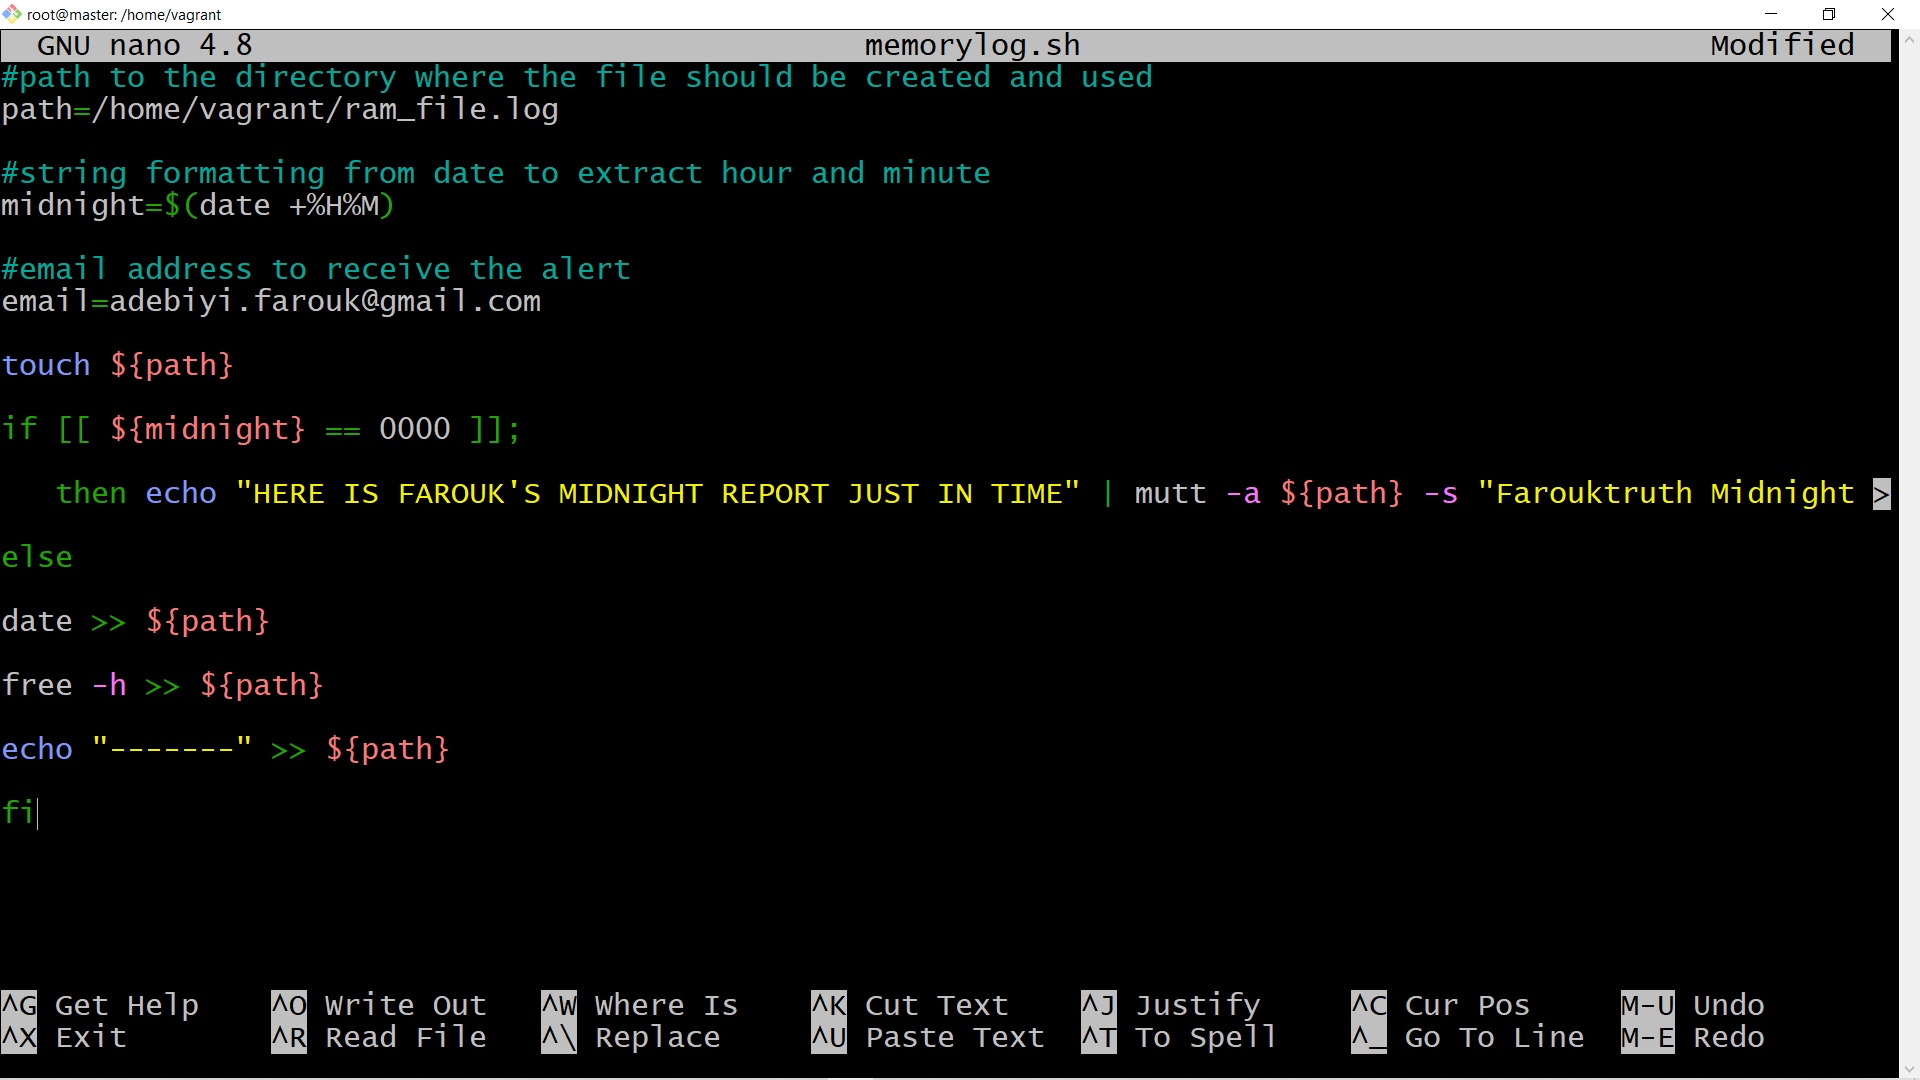 root@master: /home/vagrant
GNU nano 4.8 memorylog.sh Modified
#path to the directory where the file should be created and used
path=/home/vagrant/ram_file.log
#string formatting from date to extract hour and minute
midnight=$(date +%H%M)
#email address to receive the alert
email=adebiyi.farouk@gmail.com
touch ${path}
if [[ ${midnight} == 0000 ]];
then echo "HERE IS FAROUK'S MIDNIGHT REPORT JUST IN TIME" | mutt -a ${path} -s "Farouktruth Midnight >
else
date >> ${path}
free -h >> ${path}
echo "-------" >> ${path}
fi
^G Get Help ^O Write Out ^W Where Is ^K Cut Text ^J Justify ^C Cur Pos M-U Undo
^X Exit ^R Read File ^\ Replace ^U Paste Text ^T To Spell ^_ Go To Line M-E Redo